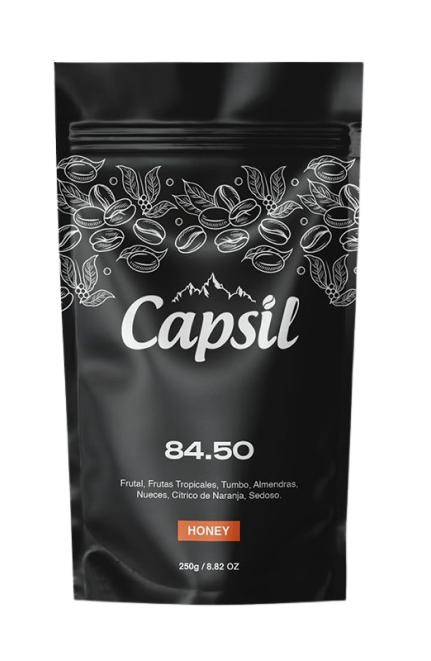 Capsil
84.50
Frutal, Frutas Tropicales, Tumbo, Almendras,
Nueces, Cítrico de Naranja, Sedoso.
HONEY
250g / 8.82 OZ